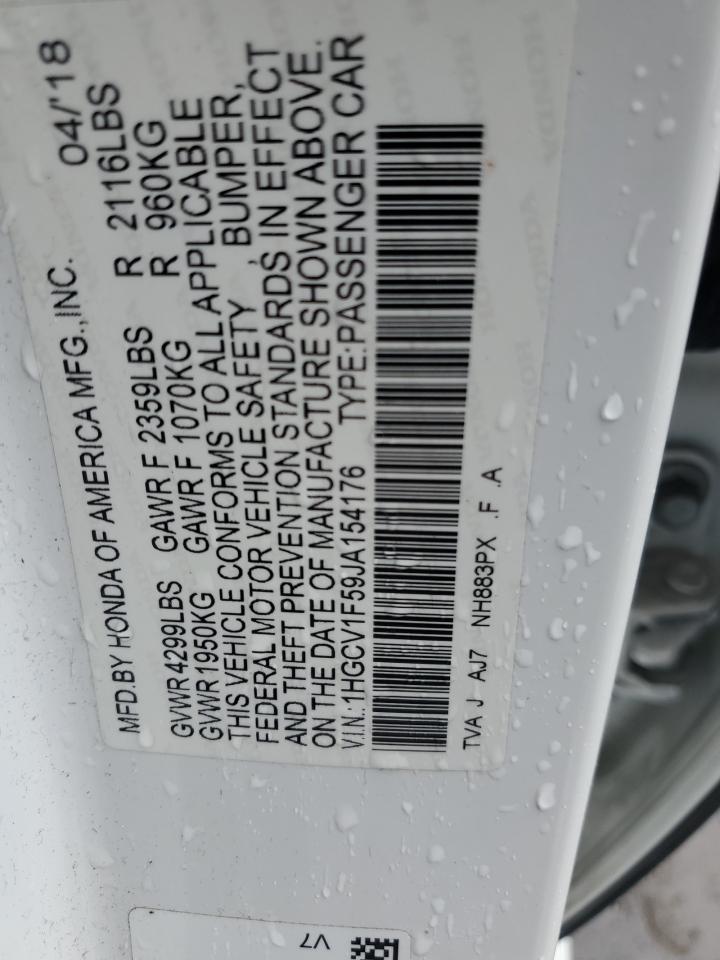 MFD.BY HONDA OF AMERICA MFG.,INC. 04/'18
GVWR 4299LBS GAWR F 2359LBS R 2116LBS
GVWR 1950KG GAWR F 1070KG R 960KG
THIS VEHICLE CONFORMS TO ALL APPLICABLE
FEDERAL MOTOR VEHICLE SAFETY , BUMPER,
AND THEFT PREVENTION STANDARDS IN EFFECT
ON THE DATE OF MANUFACTURE SHOWN ABOVE.
V.I.N.:1HGCV1F59JA154176 TYPE:PASSENGER CAR
TVA J AJ7 NH883PX .F .A
V7